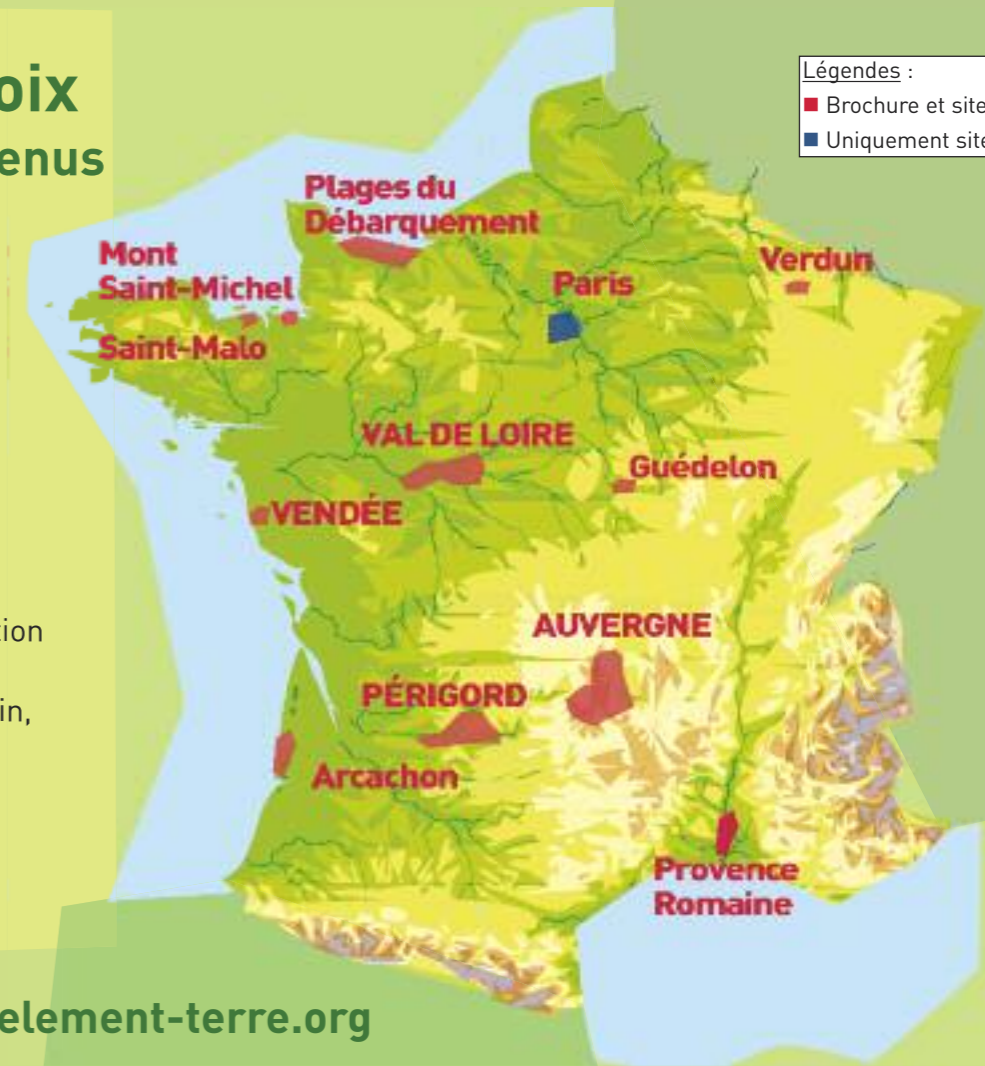 oix
enus
Légendes :
Brochure et site
Uniquement site
Plages du
Débarquement
Mont
Saint-Michel
Saint-Malo
Paris
Verdun
VAL DE LOIRE
Guédelon
VENDÉE
AUVERGNE
tion
PÉRIGORD
in,
Arcachon
Provence
Romaine
element-terre.org